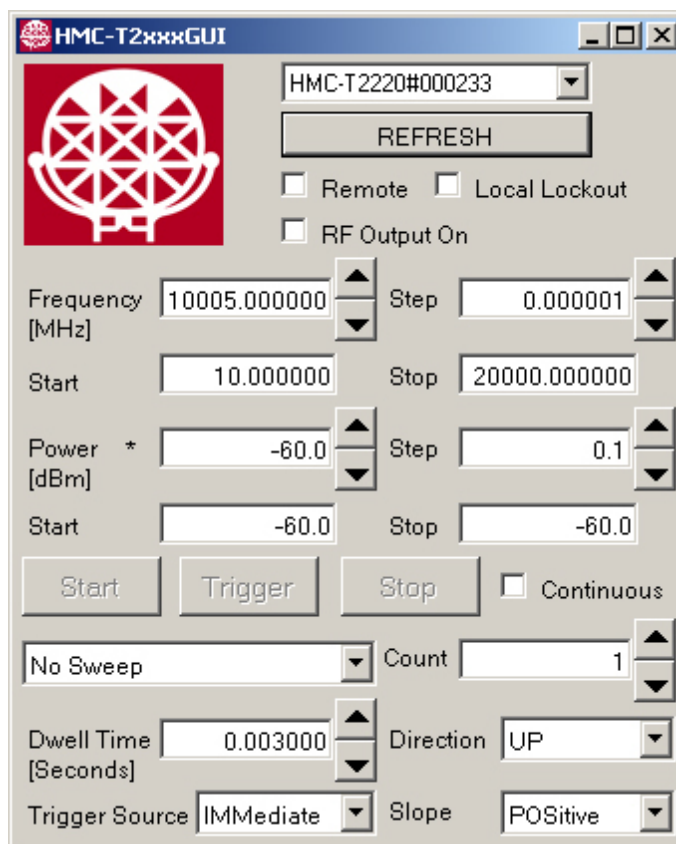 HMC-T2xxxGUI
HMC-T2220#000233
REFRESH
Remote Local Lockout
RF Output On
Frequency [MHz] 10005.000000 Step 0.000001
Start 10.000000 Stop 20000.000000
Power * [dBm] -60.0 Step 0.1
Start -60.0 Stop -60.0
Start Trigger Stop Continuous
No Sweep Count 1
Dwell Time [Seconds] 0.003000 Direction UP
Trigger Source IMMediate Slope POSitive